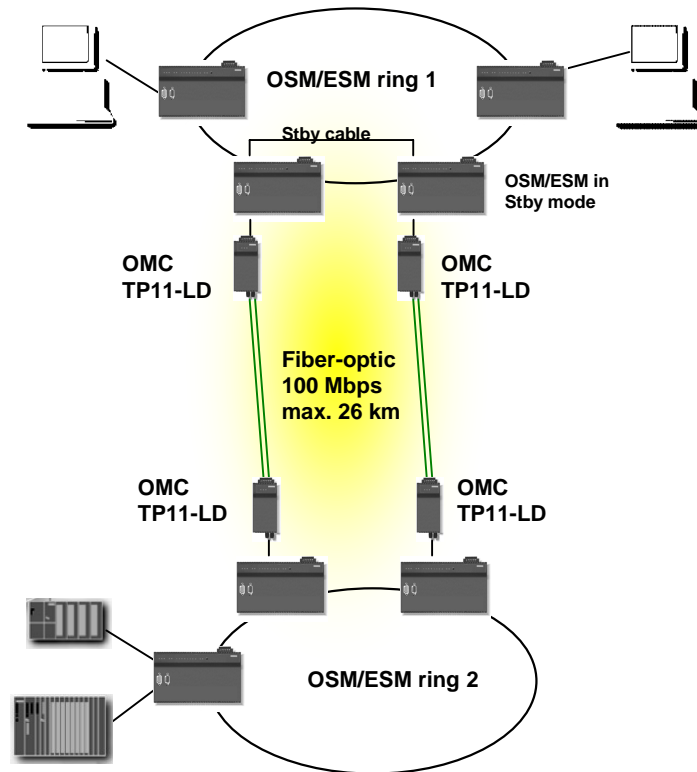 OSM/ESM ring 1
Stby cable
OSM/ESM in
Stby mode
OMC
TP11-LD
OMC
TP11-LD
Fiber-optic
100 Mbps
max. 26 km
OMC
TP11-LD
OMC
TP11-LD
OSM/ESM ring 2